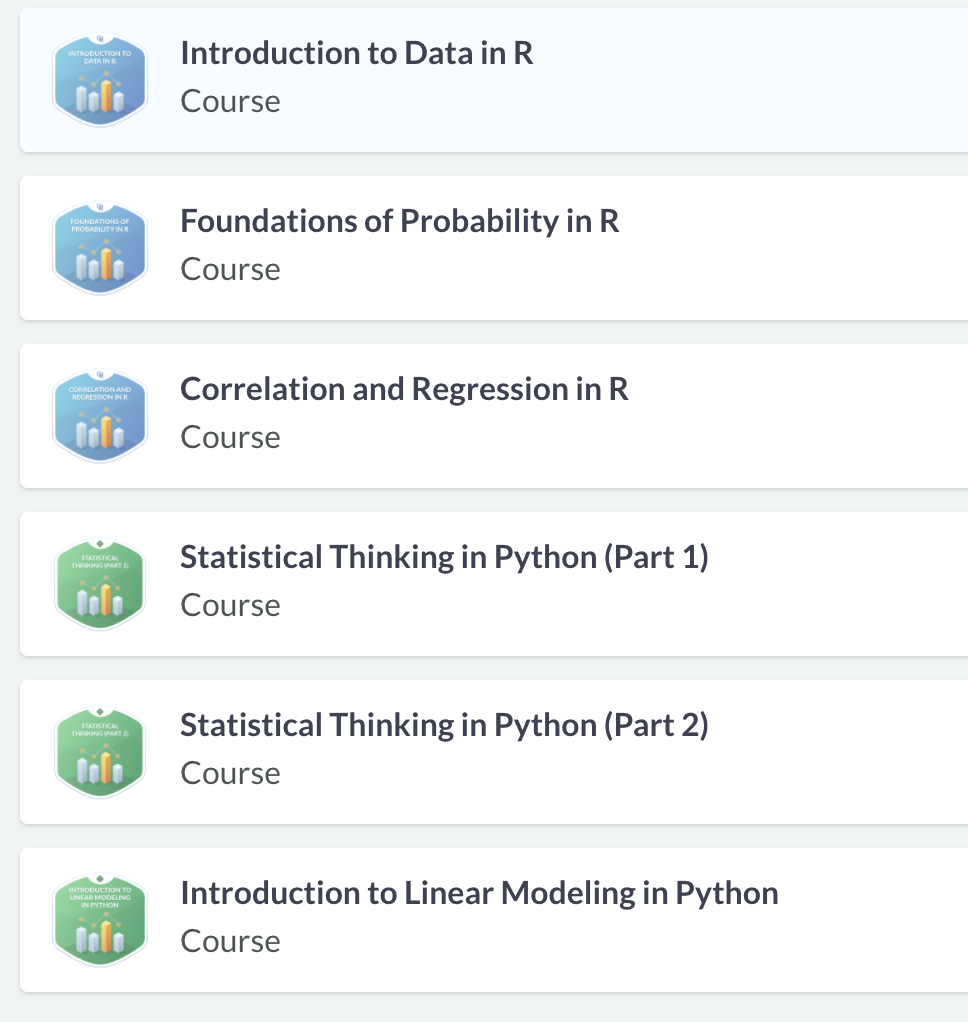 INTRODUCTION TO
DATA IN R
Introduction to Data in R
Course
FOUNDATIONS OF
PROBABILITY IN R
Foundations of Probability in R
Course
CORRELATION AND
REGRESSION IN R
Correlation and Regression in R
Course
STATISTICAL
THINKING (PART 1)
Statistical Thinking in Python (Part 1)
Course
STATISTICAL
THINKING (PART 2)
Statistical Thinking in Python (Part 2)
Course
INTRODUCTION TO
LINEAR MODELING
IN PYTHON
Introduction to Linear Modeling in Python
Course